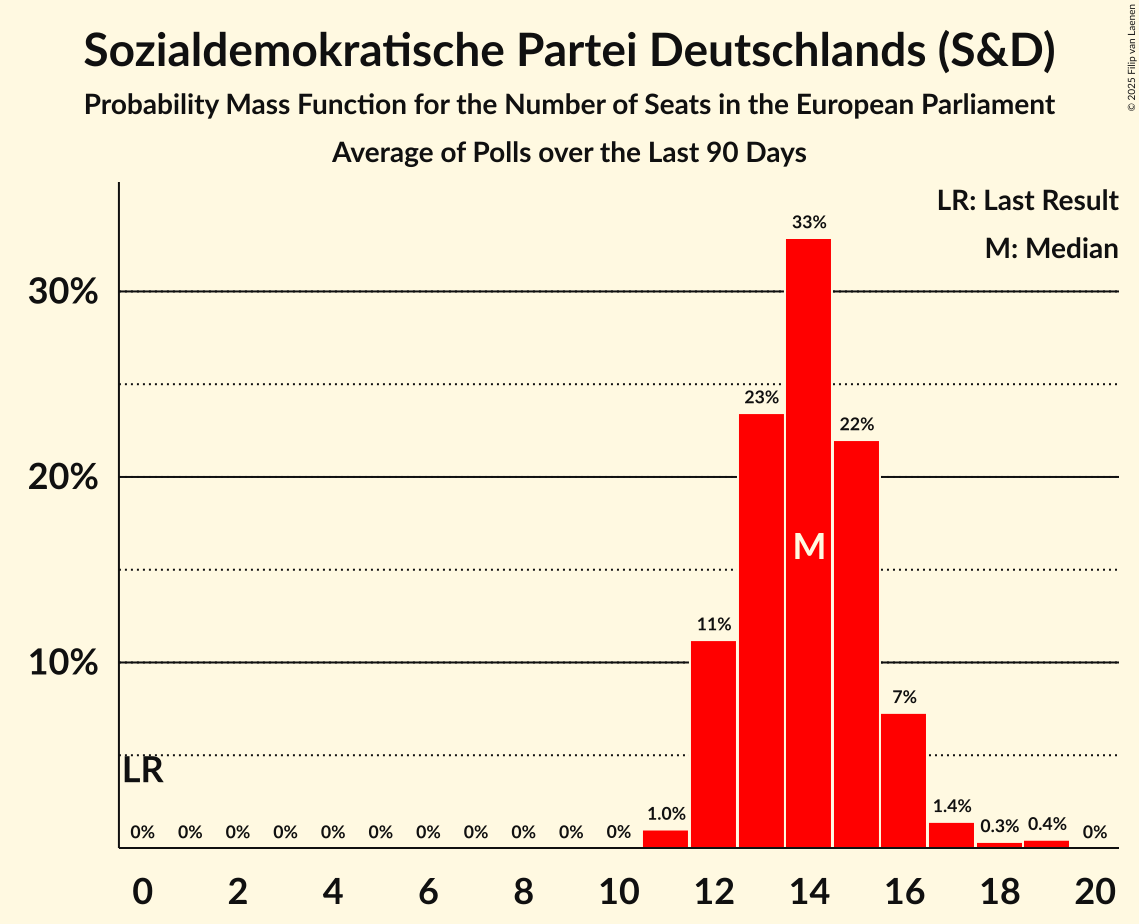 Sozialdemokratische Partei Deutschlands (S&D)
Probability Mass Function for the Number of Seats in the European Parliament
Average of Polls over the Last 90 Days
© 2025 Filip van Laenen
LR: Last Result
M: Median
33%
30%
23%
22%
20%
M
11%
10%
7%
LR
1.4%
1.0%
0.3%
0.4%
0% 0% 0% 0% 0% 0% 0% 0% 0% 0% 0% 0%
0 2 4 6 8 10 12 14 16 18 20